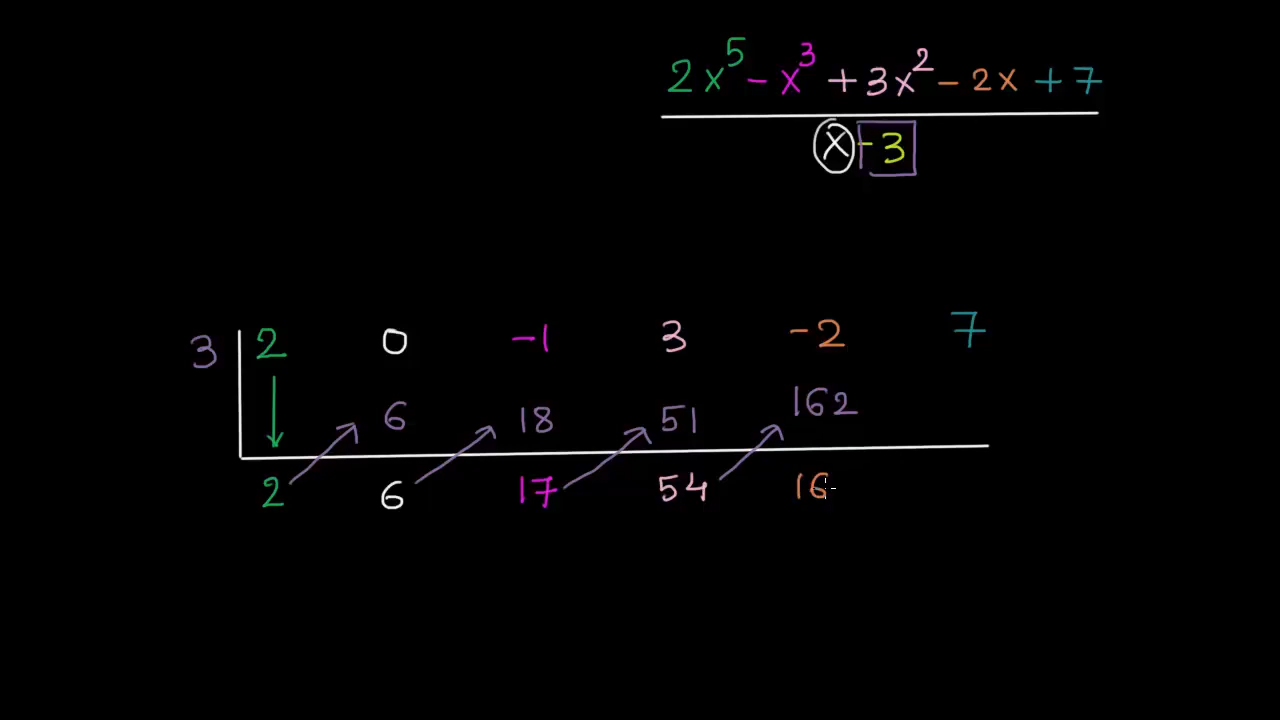 2x⁵ - x³ + 3x² - 2x + 7
x - 3
3 2 0 -1 3 -2 7
6 18 51 162
2 6 17 54 16